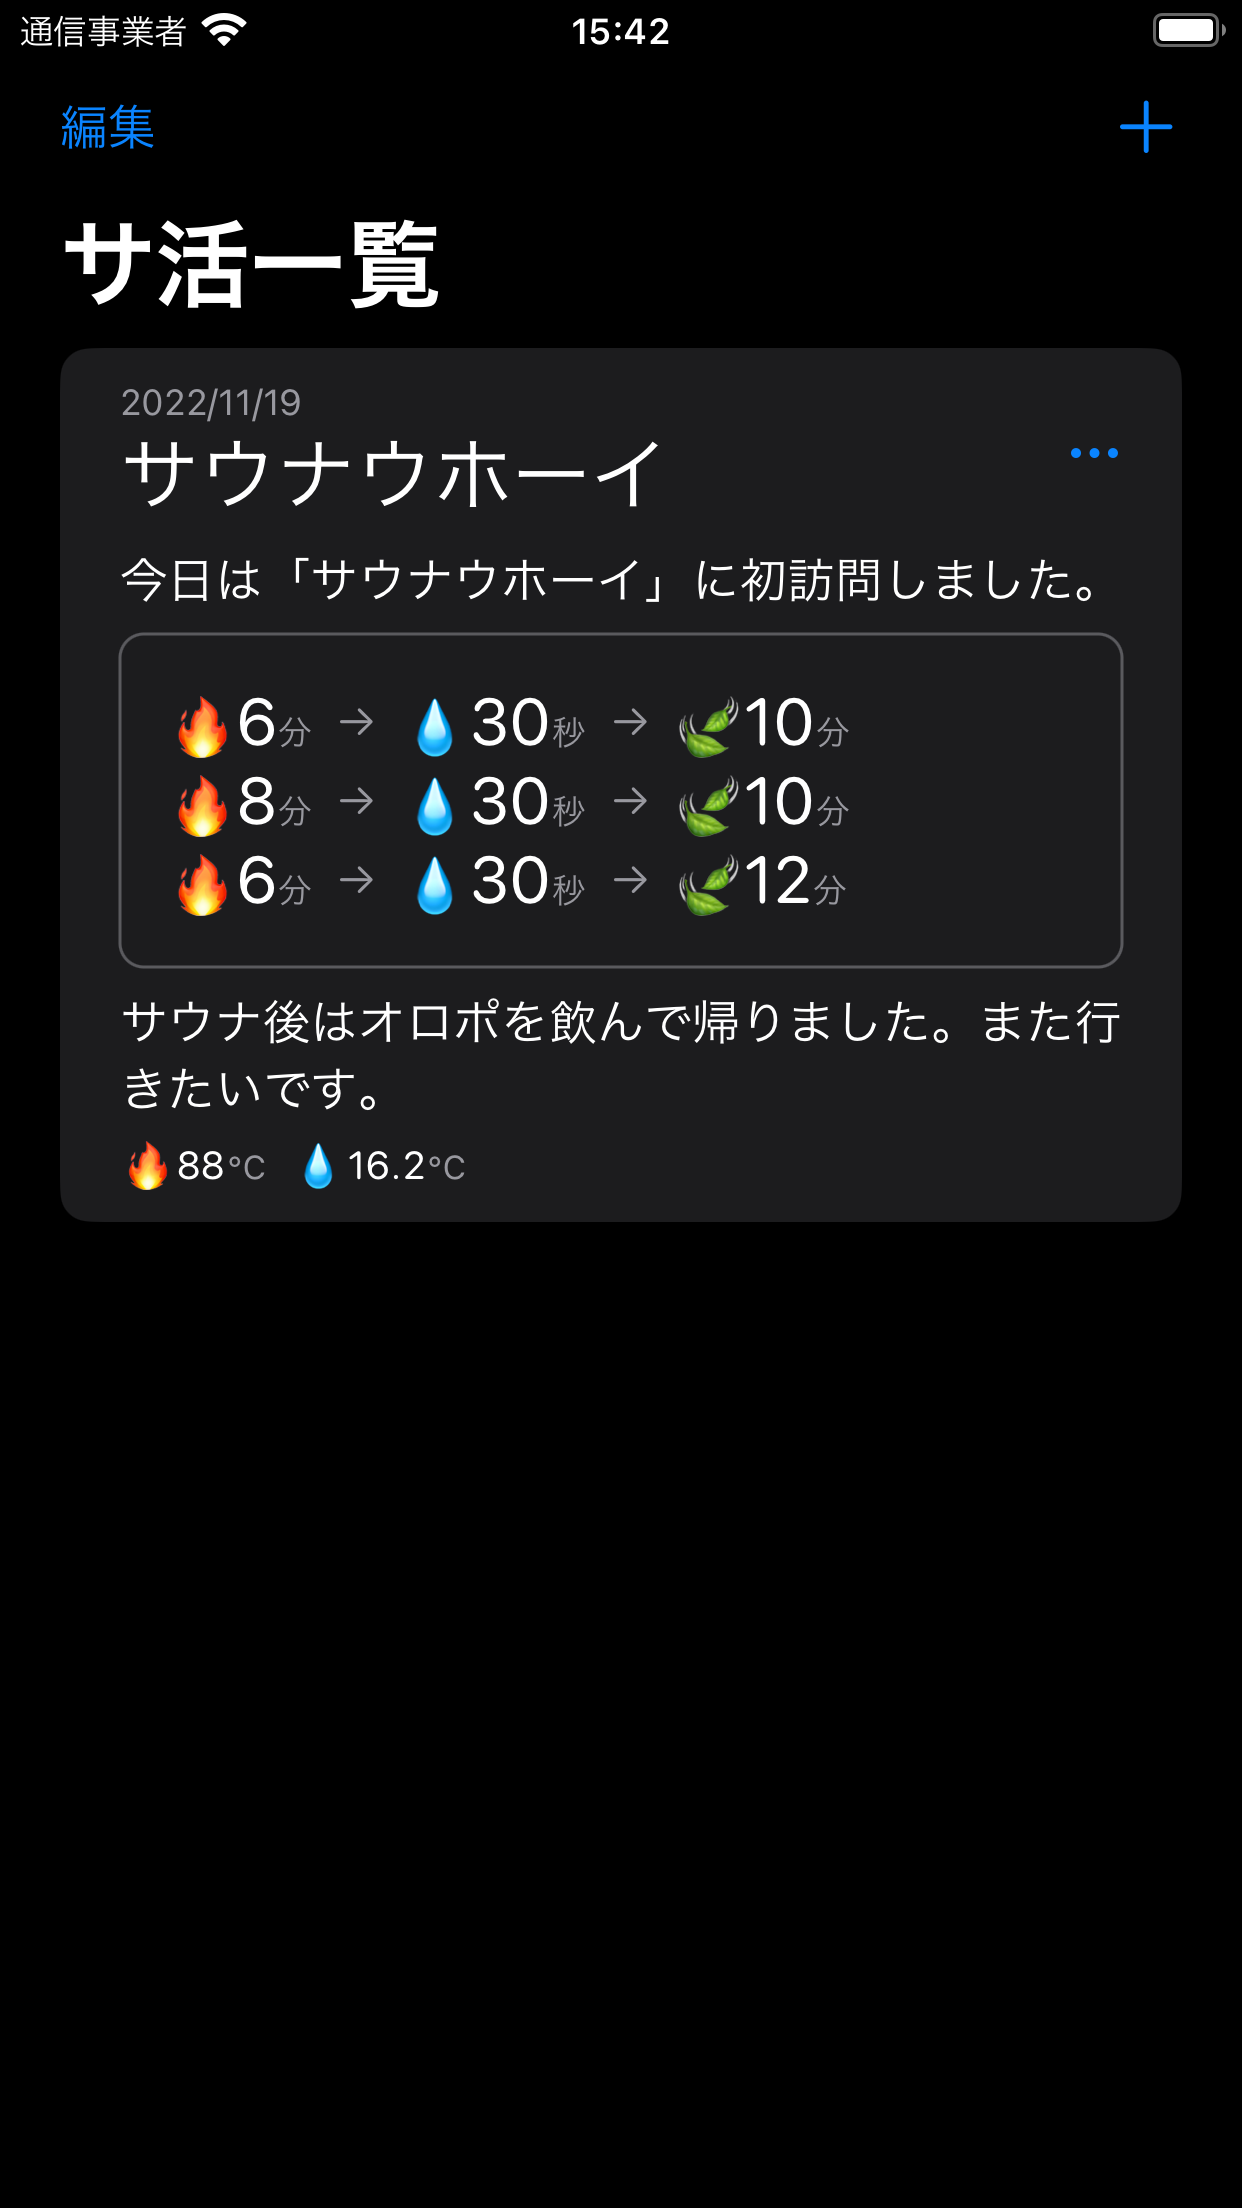 通信事業者 15:42
編集
サ活一覧
2022/11/19
サウナウホーイ
今日は「サウナウホーイ」に初訪問しました。
🔥6分 → 💧30秒 → 🍃10分
🔥8分 → 💧30秒 → 🍃10分
🔥6分 → 💧30秒 → 🍃12分
サウナ後はオロポを飲んで帰りました。また行
きたいです。
🔥88℃ 💧16.2℃